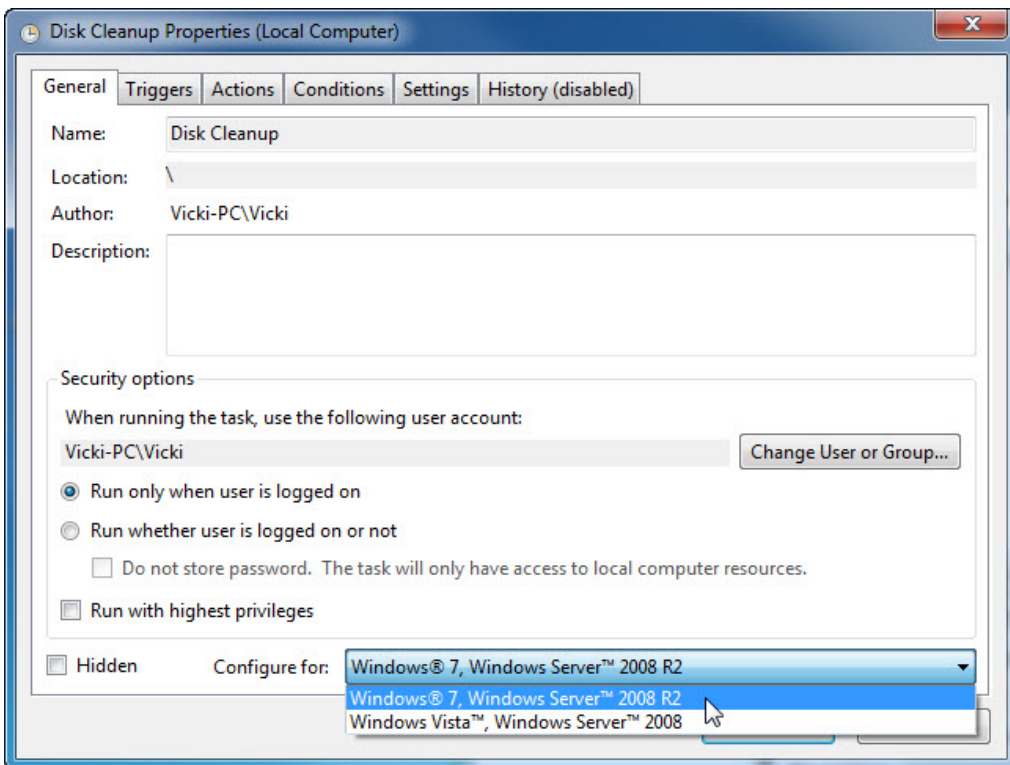 Disk Cleanup Properties (Local Computer)
General Triggers Actions Conditions Settings History (disabled)
Name: Disk Cleanup
Location: \
Author: Vicki-PC\Vicki
Description:
Security options
When running the task, use the following user account:
Vicki-PC\Vicki Change User or Group...
Run only when user is logged on
Run whether user is logged on or not
Do not store password. The task will only have access to local computer resources.
Run with highest privileges
Hidden Configure for: Windows® 7, Windows Server™ 2008 R2
Windows® 7, Windows Server™ 2008 R2
Windows Vista™, Windows Server™ 2008